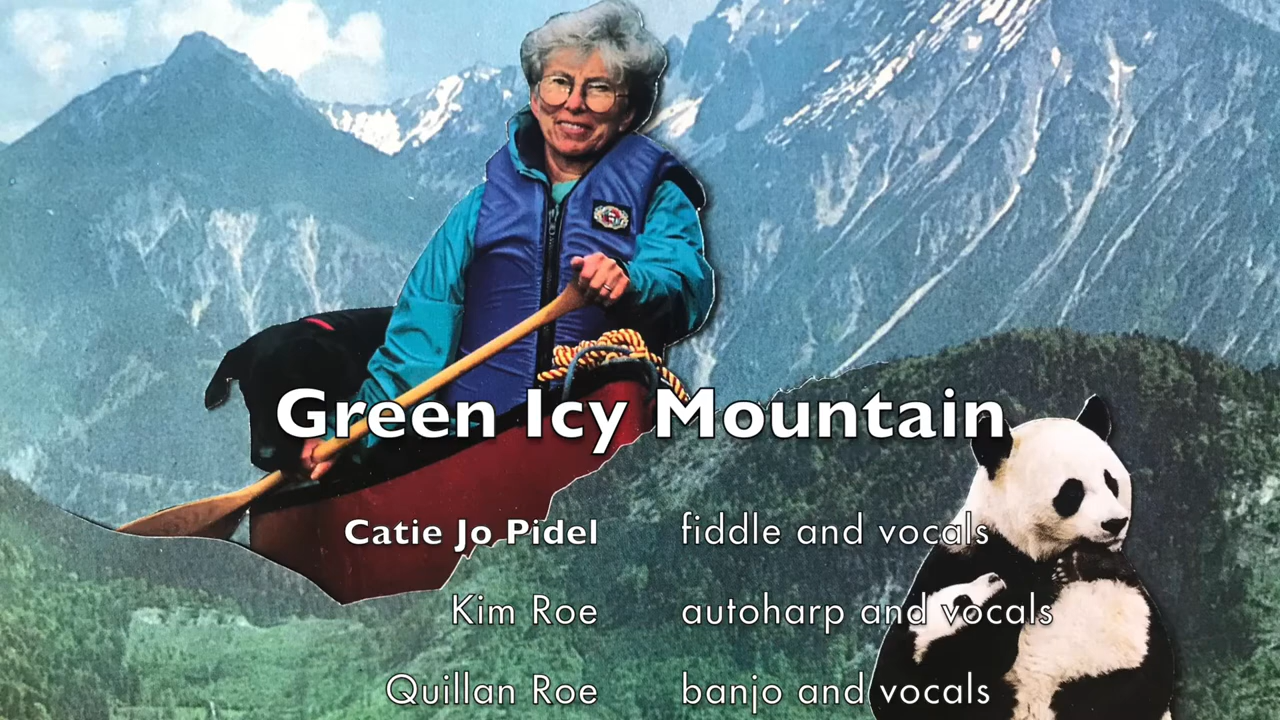 Green Icy Mountain
Catie Jo Pidel fiddle and vocals
Kim Roe autoharp and vocals
Quillan Roe banjo and vocals